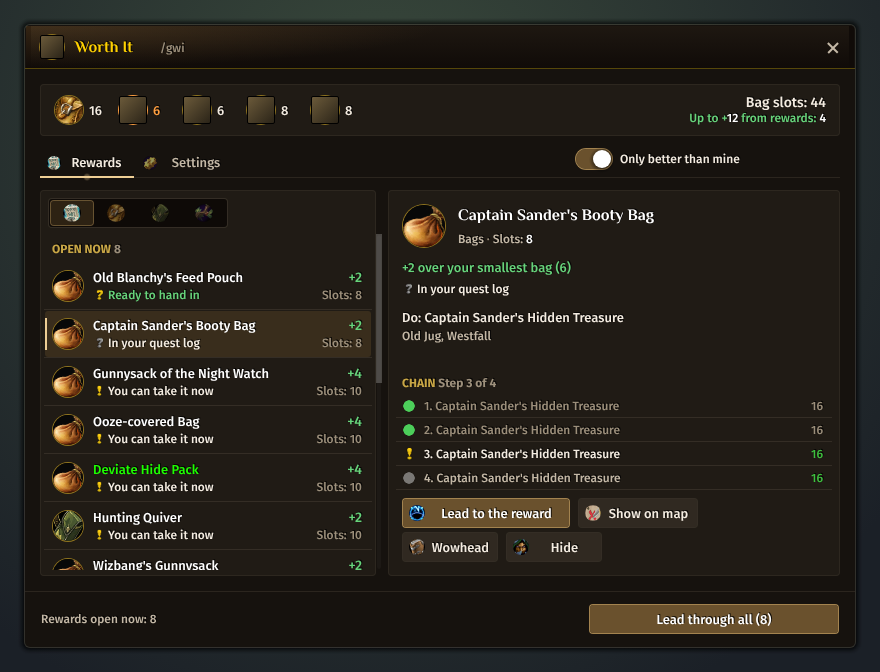 Worth It /gwi
16 6 6 8 8
Bag slots: 44
Up to +12 from rewards: 4
Rewards Settings
Only better than mine
OPEN NOW 8
Old Blanchy's Feed Pouch +2
? Ready to hand in Slots: 8
Captain Sander's Booty Bag +2
? In your quest log Slots: 8
Gunnysack of the Night Watch +4
! You can take it now Slots: 10
Ooze-covered Bag +4
! You can take it now Slots: 10
Deviate Hide Pack +4
! You can take it now Slots: 10
Hunting Quiver +2
! You can take it now Slots: 10
Wizbang's Gunnysack +2
Captain Sander's Booty Bag
Bags · Slots: 8
+2 over your smallest bag (6)
? In your quest log
Do: Captain Sander's Hidden Treasure
Old Jug, Westfall
CHAIN Step 3 of 4
1. Captain Sander's Hidden Treasure 16
2. Captain Sander's Hidden Treasure 16
! 3. Captain Sander's Hidden Treasure 16
4. Captain Sander's Hidden Treasure 16
Lead to the reward Show on map
Wowhead Hide
Rewards open now: 8
Lead through all (8)